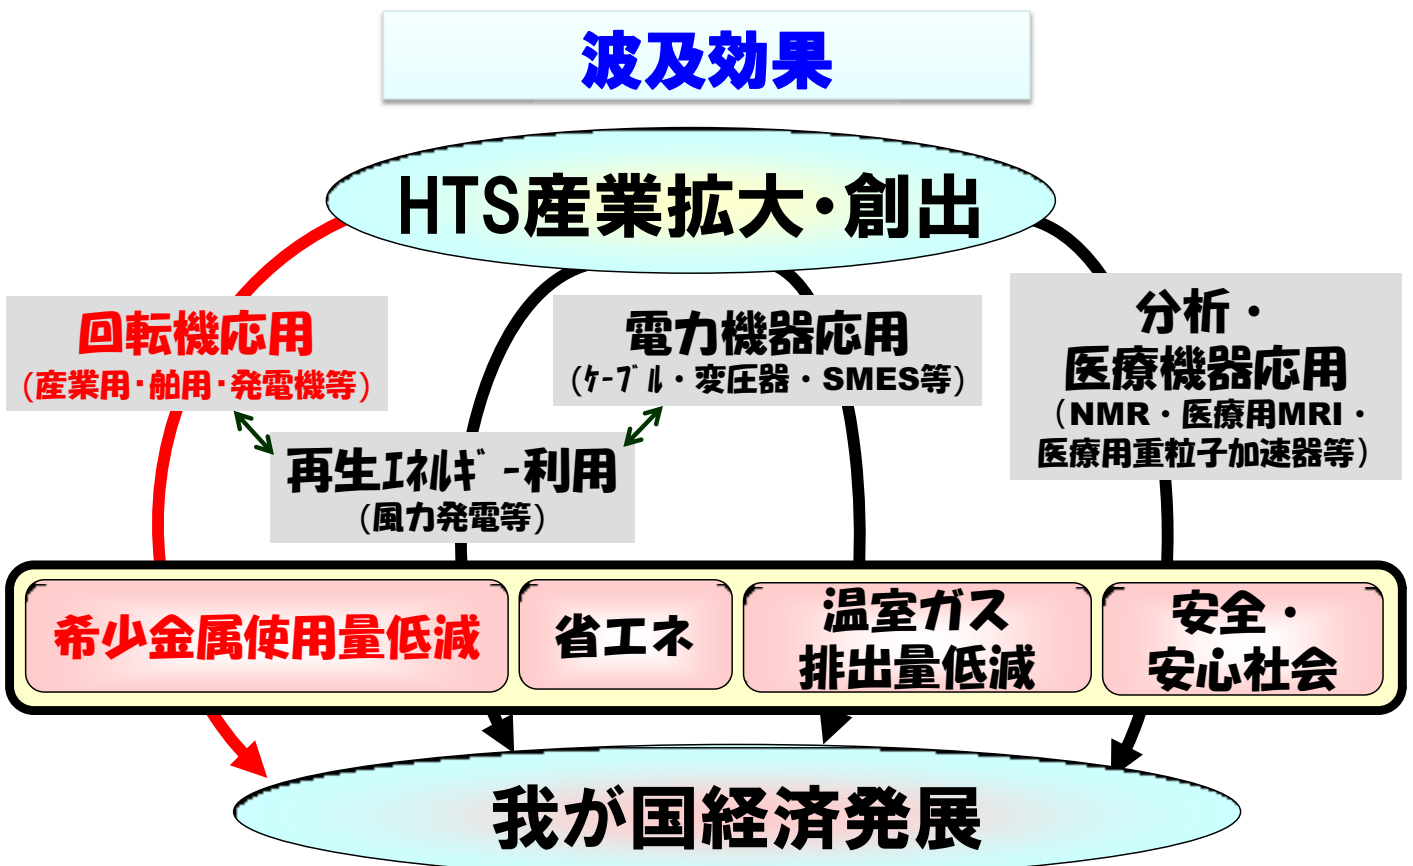 波及効果
HTS産業拡大・創出
回転機応用
(産業用・舶用・発電機等)
電力機器応用
(ｹｰﾌﾞﾙ・変圧器・SMES等)
分析・
医療機器応用
（NMR・医療用MRI・
医療用重粒子加速器等）
再生ｴﾈﾙｷﾞｰ利用
(風力発電等)
希少金属使用量低減
省エネ
温室ガス
排出量低減
安全・
安心社会
我が国経済発展